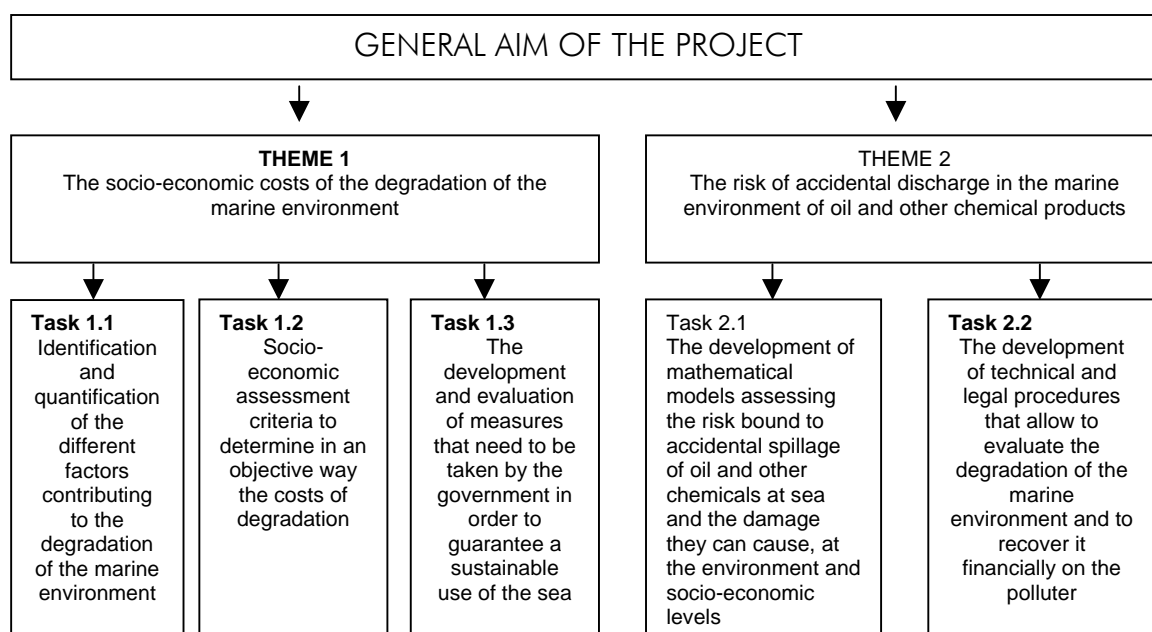 GENERAL AIM OF THE PROJECT
THEME 1
The socio-economic costs of the degradation of the
marine environment
THEME 2
The risk of accidental discharge in the marine
environment of oil and other chemical products
Task 1.1
Identification
and
quantification
of the
different
factors
contributing
to the
degradation
of the marine
environment
Task 1.2
Socio-
economic
assessment
criteria to
determine in an
objective way
the costs of
degradation
Task 1.3
The
development
and evaluation
of measures
that need to be
taken by the
government in
order to
guarantee a
sustainable
use of the sea
Task 2.1
The development of
mathematical
models assessing
the risk bound to
accidental spillage
of oil and other
chemicals at sea
and the damage
they can cause, at
the environment and
socio-economic
levels
Task 2.2
The development
of technical and
legal procedures
that allow to
evaluate the
degradation of the
marine
environment and to
recover it
financially on the
polluter